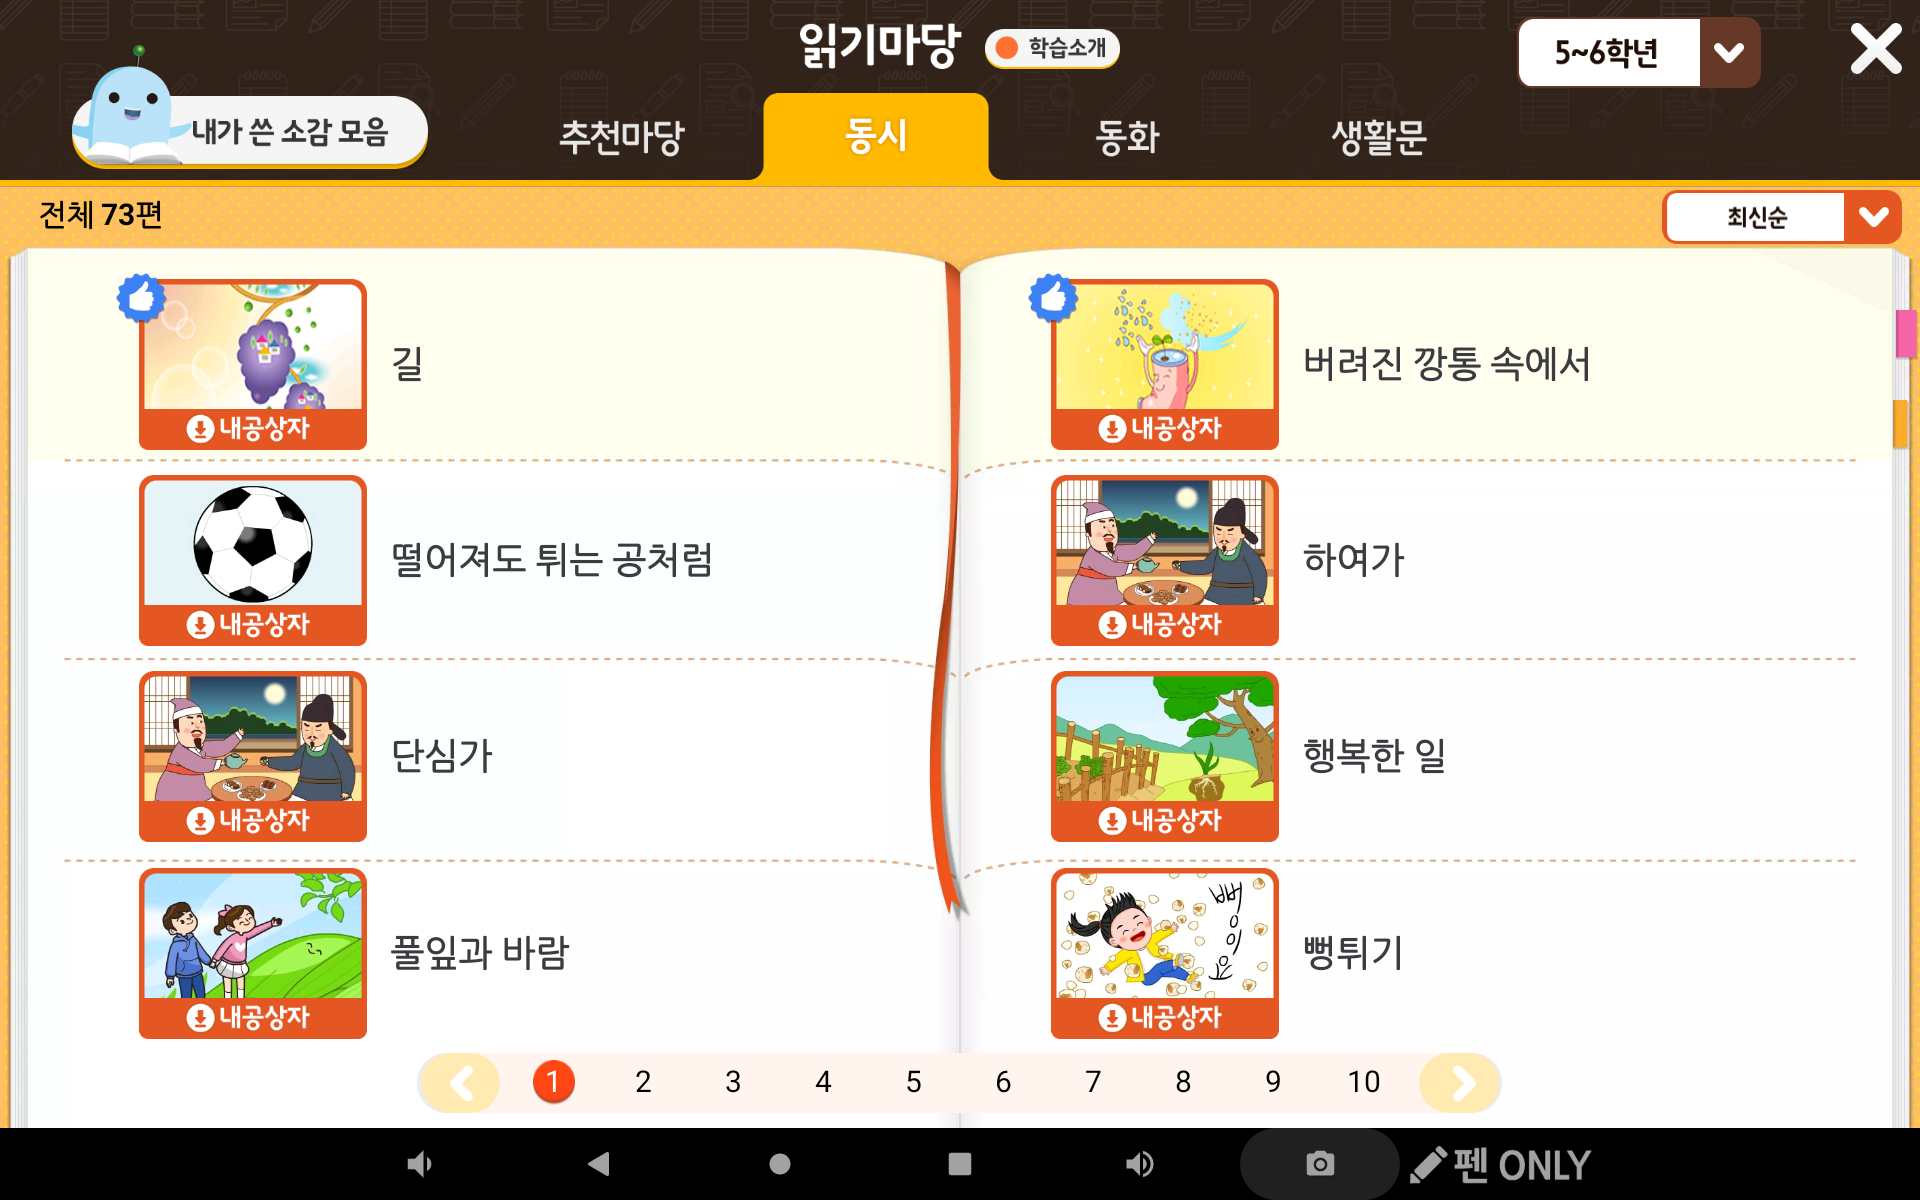 읽기마당
학습소개
5~6학년
내가 쓴 소감 모음
추천마당
동시
동화
생활문
전체 73편
최신순
길
내공상자
버려진 깡통 속에서
내공상자
떨어져도 튀는 공처럼
내공상자
하여가
내공상자
단심가
내공상자
행복한 일
내공상자
풀잎과 바람
내공상자
뻥이요
뻥튀기
내공상자
1 2 3 4 5 6 7 8 9 10
펜 ONLY